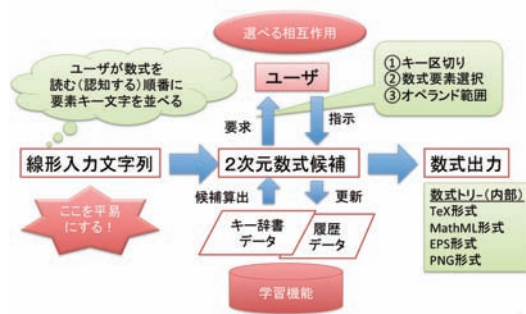 選べる相互作用
ユーザが数式を
読む(認知する)順番に
要素キー文字を並べる
ユーザ
①キー区切り
②数式要素選択
③オペランド範囲
要求
指示
線形入力文字列
2次元数式候補
数式出力
候補算出
更新
ここを平易
にする!
キー辞書
データ
履歴
データ
数式トリー(内部)
TeX形式
MathML形式
EPS形式
PNG形式
学習機能